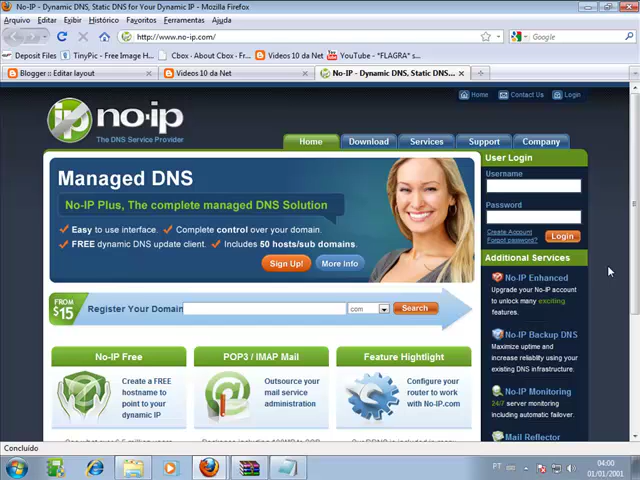 No-IP - Dynamic DNS, Static DNS for Your Dynamic IP - Mozilla Firefox
Arquivo Editar Exibir Histórico Favoritos Ferramentas Ajuda
http://www.no-ip.com/
Google
Deposit Files TinyPic - Free Image H... Cbox - About Cbox - Fr... Videos 10 da Net YouTube - "FLAGRA" s...
Blogger :: Editar layout Videos 10 da Net No-IP - Dynamic DNS, Static DNS...
Home Contact Us Login
ip no-ip
The DNS Service Provider
Home Download Services Support Company
Managed DNS
No-IP Plus, The complete managed DNS Solution
Easy to use interface. Complete control over your domain.
FREE dynamic DNS update client. Includes 50 hosts/sub domains.
Sign Up! More Info
User Login
Username
Password
Create Account
Forgot password?
Login
Additional Services
No-IP Enhanced
Upgrade your No-IP account
to unlock many exciting
features
No-IP Backup DNS
Maximize uptime and
increase reliability using your
existing DNS infrastructure.
No-IP Monitoring
24/7 server monitoring
including automatic failover.
Mail Reflector
FROM
$15
Register Your Domain
com
Search
No-IP Free
Create a FREE
hostname to
point to your
dynamic IP
POP3 / IMAP Mail
Outsource your
mail service
administration
Feature Hightlight
Configure your
router to work
with No-IP.com
Concluído
PT
04:00
01/01/2001